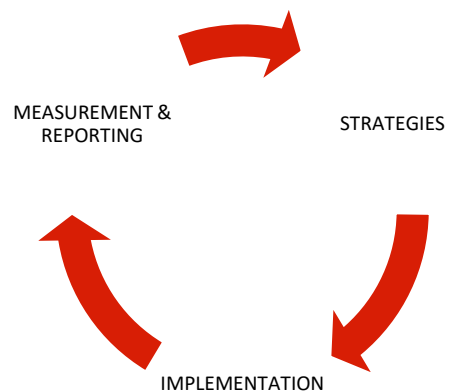 MEASUREMENT &
REPORTING
STRATEGIES
IMPLEMENTATION